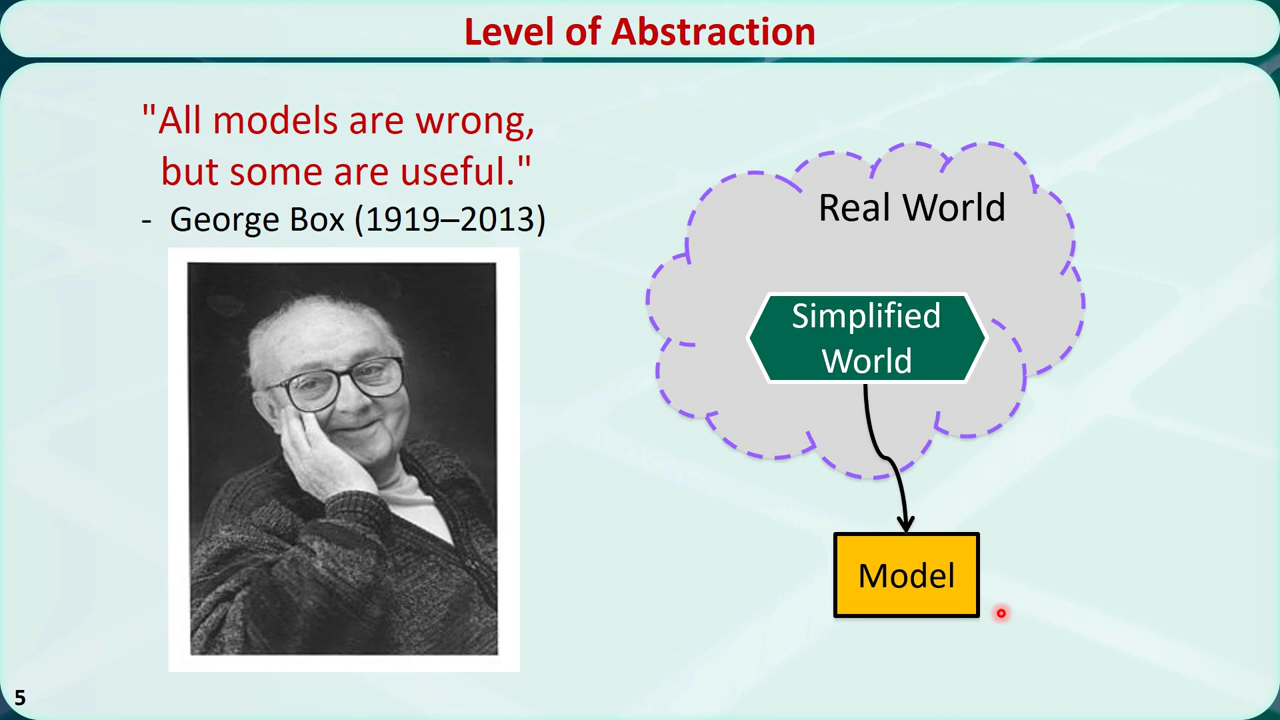 Level of Abstraction
"All models are wrong,
but some are useful."
- George Box (1919–2013)
Real World
Simplified
World
Model
5